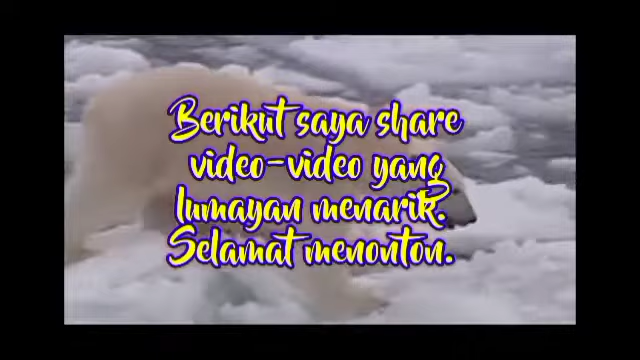 Berikut saya share
video-video yang
lumayan menarik.
Selamat menonton.